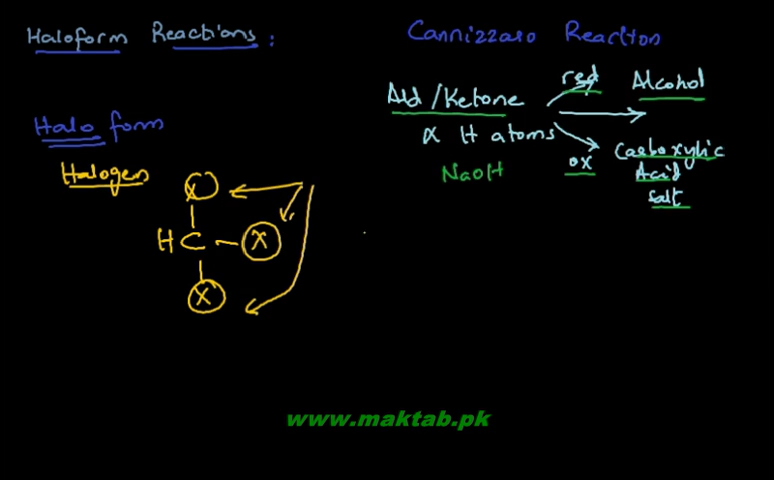 Haloform Reactions :
Halo form
Halogen
X
H C - X
X
Cannizzaro Reaction
Ald /Ketone
red
Alcohol
α H atoms
NaOH
ox
Carboxylic
Acid
Salt
www.maktab.pk